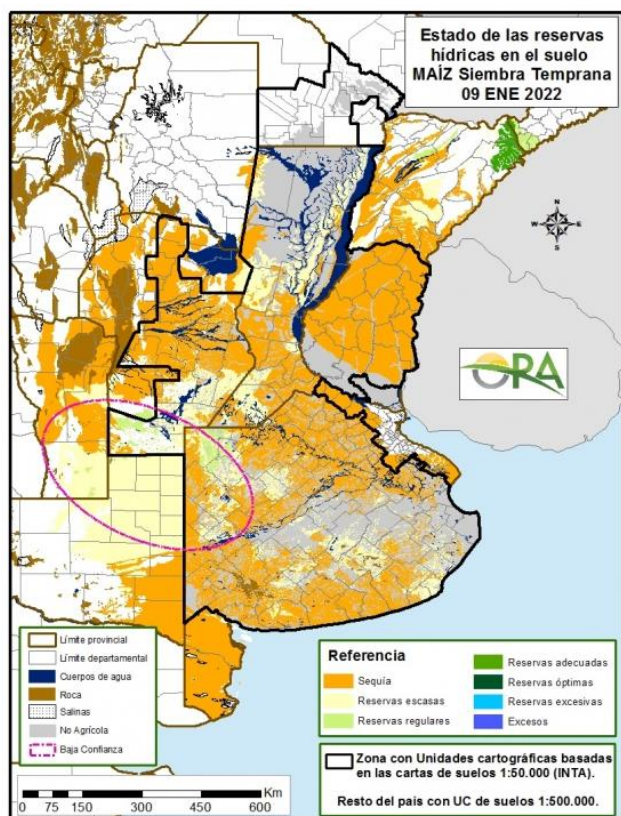 Estado de las reservas
hídricas en el suelo
MAÍZ Siembra Temprana
09 ENE 2022
N
W
E
S
ORA
Límite provincial
Límite departamental
Cuerpos de agua
Roca
Salinas
No Agrícola
Baja Confianza
Referencia
Sequía
Reservas escasas
Reservas regulares
Reservas adecuadas
Reservas óptimas
Reservas excesivas
Excesos
Zona con Unidades cartográficas basadas
en las cartas de suelos 1:50.000 (INTA).
Resto del país con UC de suelos 1:500.000.
Km
0 75 150 300 450 600